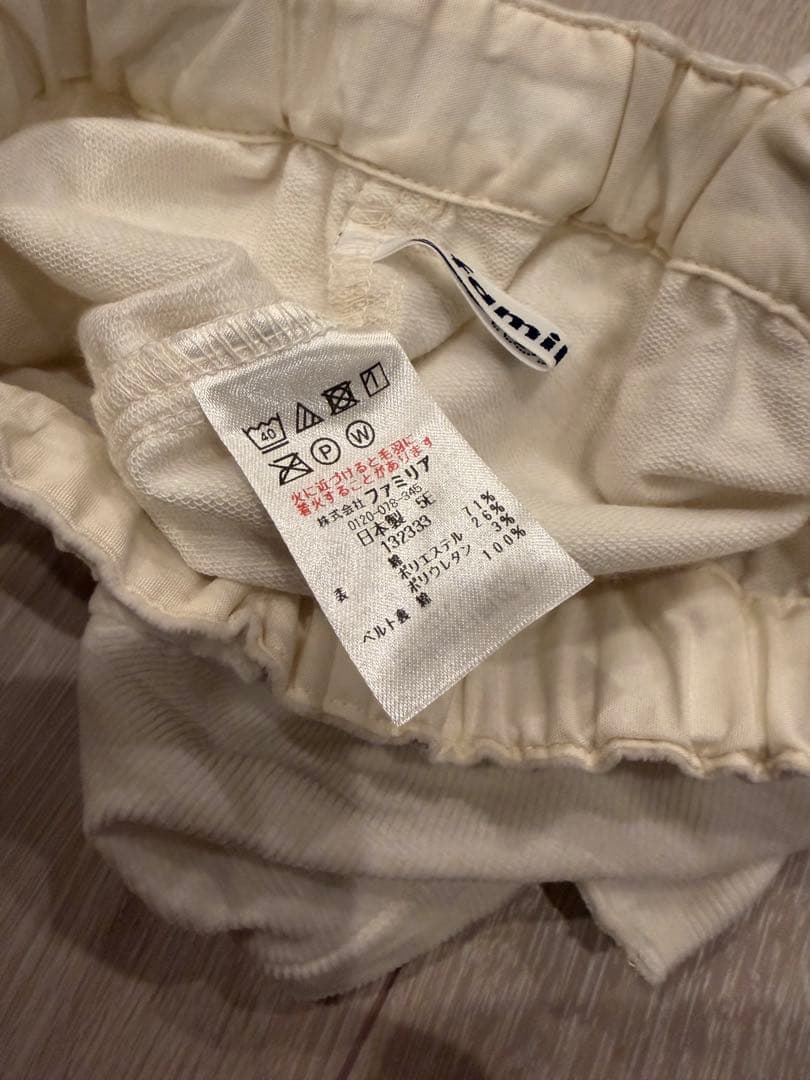 famil
40
P W
火に近づけると毛羽に
着火することがあります
株式会社 ファミリア
0120-078-345
日本製 5E
132333
綿 71%
ポリエステル 26%
ポリウレタン 3%
ベルト裏 綿 100%